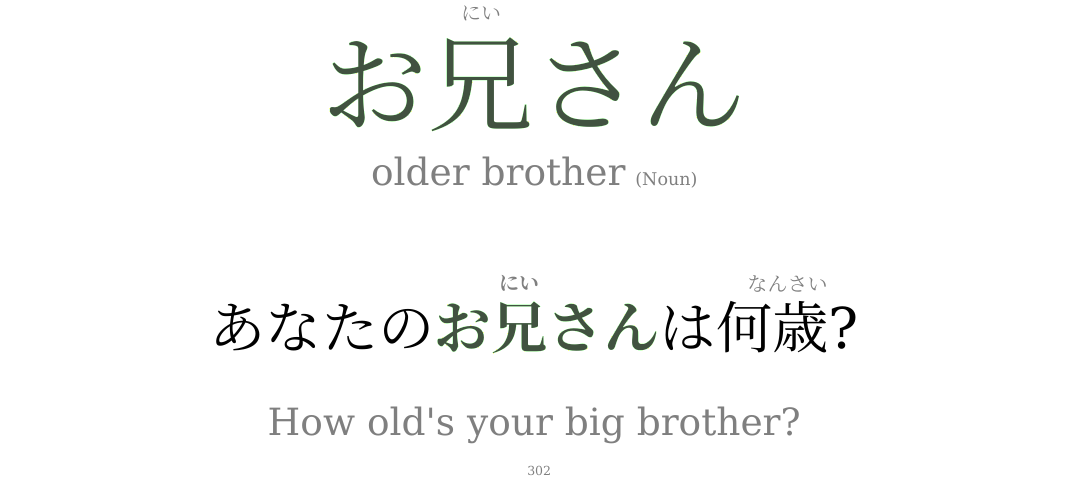 にい
お兄さん
older brother (Noun)
にい なんさい
あなたのお兄さんは何歳?
How old's your big brother?
302